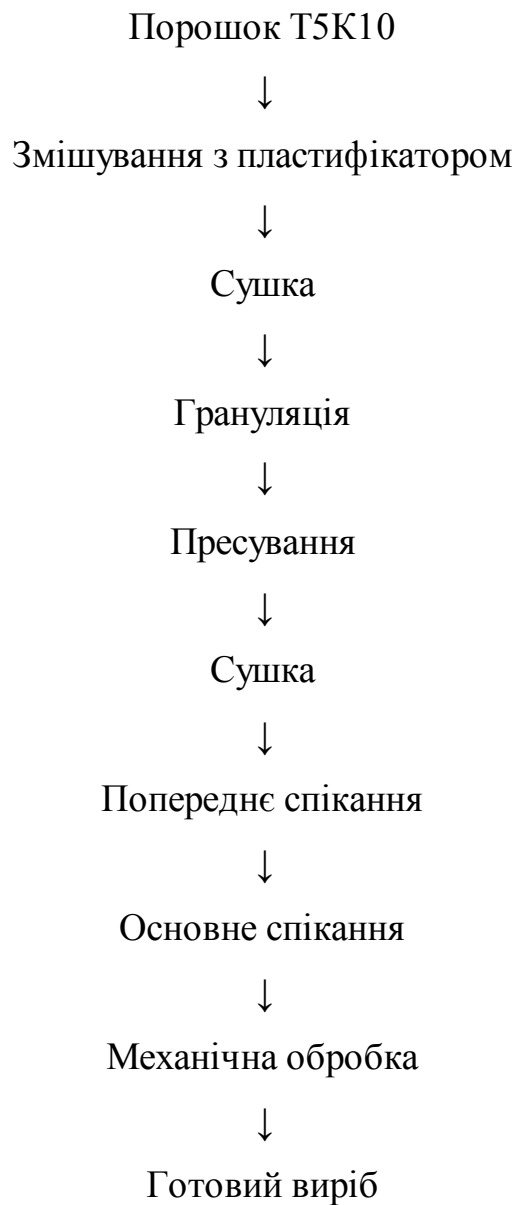 Порошок Т5К10
↓
Змішування з пластифікатором
↓
Сушка
↓
Грануляція
↓
Пресування
↓
Сушка
↓
Попереднє спікання
↓
Основне спікання
↓
Механічна обробка
↓
Готовий виріб